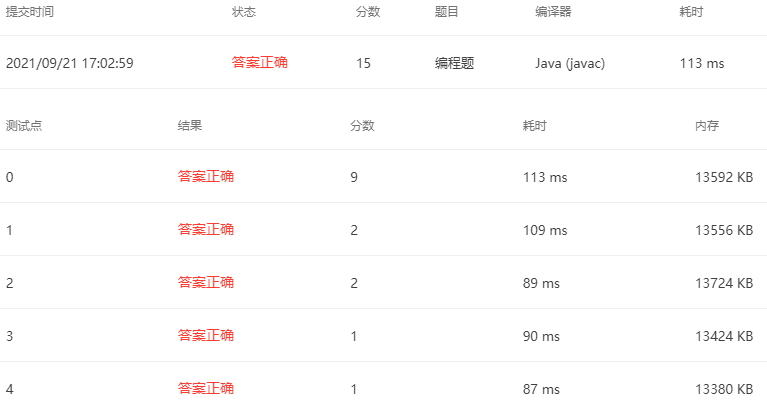 提交时间 状态 分数 题目 编译器 耗时
2021/09/21 17:02:59 答案正确 15 编程题 Java (javac) 113 ms
测试点 结果 分数 耗时 内存
0 答案正确 9 113 ms 13592 KB
1 答案正确 2 109 ms 13556 KB
2 答案正确 2 89 ms 13724 KB
3 答案正确 1 90 ms 13424 KB
4 答案正确 1 87 ms 13380 KB